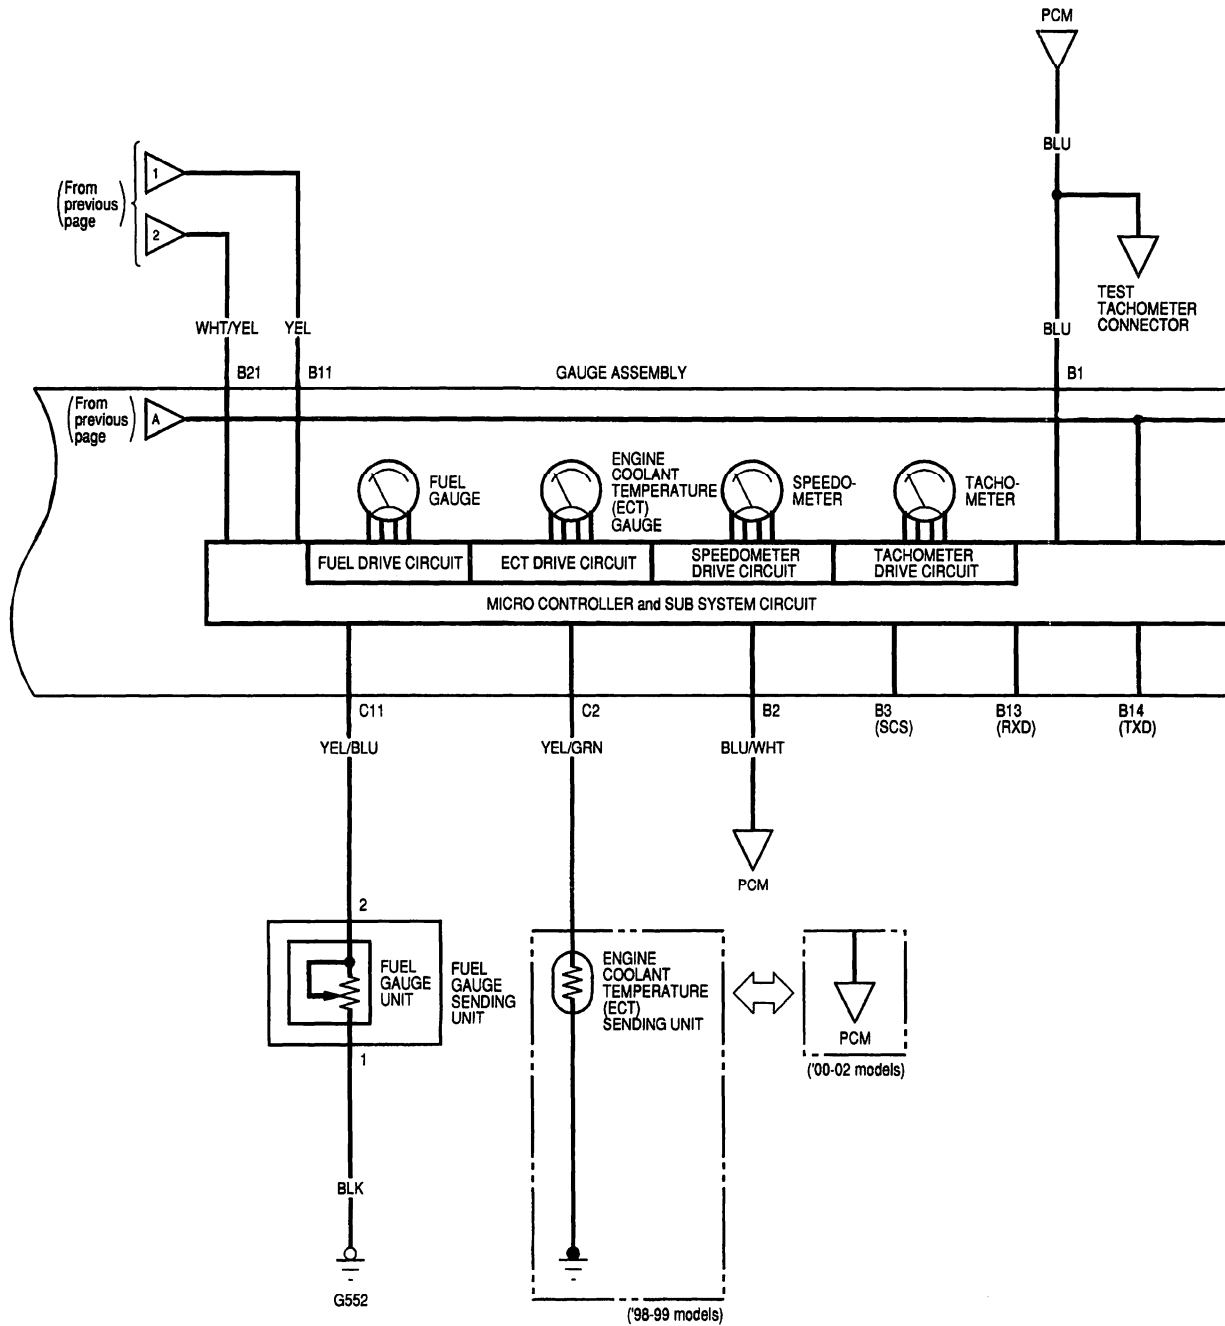 PCM
BLU
(From
previous
page)
1
2
TEST
TACHOMETER
CONNECTOR
WHT/YEL
YEL
BLU
B21
B11
GAUGE ASSEMBLY
B1
(From
previous
page)
A
FUEL
GAUGE
ENGINE
COOLANT
TEMPERATURE
(ECT)
GAUGE
SPEEDO-
METER
TACHO-
METER
FUEL DRIVE CIRCUIT
ECT DRIVE CIRCUIT
SPEEDOMETER
DRIVE CIRCUIT
TACHOMETER
DRIVE CIRCUIT
MICRO CONTROLLER and SUB SYSTEM CIRCUIT
C11
C2
B2
B3
(SCS)
B13
(RXD)
B14
(TXD)
YEL/BLU
YEL/GRN
BLU/WHT
PCM
2
FUEL
GAUGE
UNIT
FUEL
GAUGE
SENDING
UNIT
1
ENGINE
COOLANT
TEMPERATURE
(ECT)
SENDING UNIT
PCM
('00-02 models)
BLK
G552
('98-99 models)